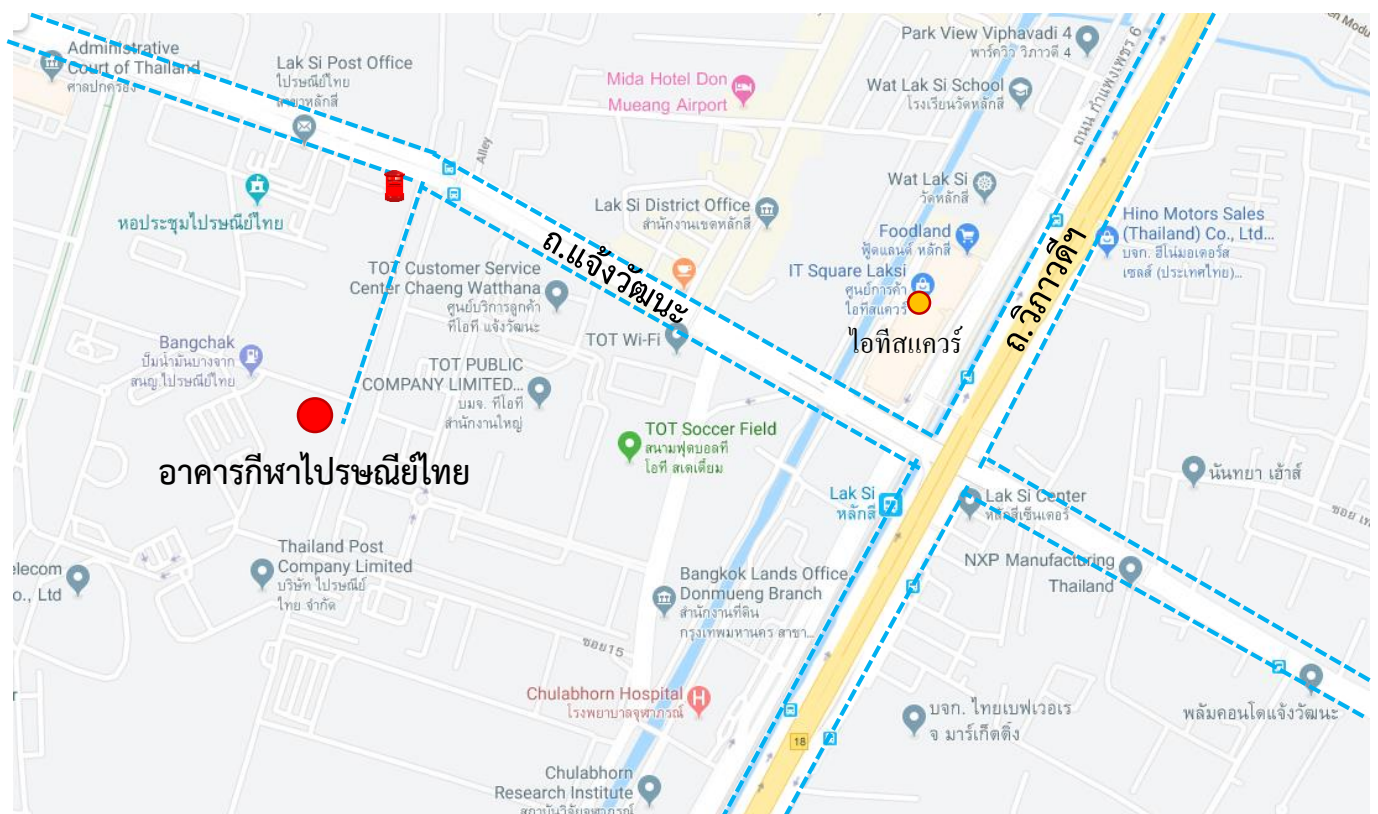 Administrative
Court of Thailand
ศาลปกครอง
Lak Si Post Office
ไปรษณีย์ไทย
สาขาหลักสี่
Mida Hotel Don
Mueang Airport
Park View Viphavadi 4
พาร์ควิว วิภาวดี 4
Wat Lak Si School
โรงเรียนวัดหลักสี่
ถนน กำแพงเพชร 6
Alley
หอประชุมไปรษณีย์ไทย
Lak Si District Office
สำนักงานเขตหลักสี่
Wat Lak Si
วัดหลักสี่
Foodland
ฟู้ดแลนด์ หลักสี่
IT Square Laksi
ศูนย์การค้า
ไอทีสแควร์
ไอทีสแควร์
Hino Motors Sales
(Thailand) Co., Ltd...
บจก. ฮีโน่มอเตอร์ส
เซลส์ (ประเทศไทย)...
ถ.แจ้งวัฒนะ
ถ.วิภาวดีฯ
TOT Customer Service
Center Chaeng Watthana
ศูนย์บริการลูกค้า
ทีโอที แจ้งวัฒนะ
TOT Wi-Fi
Bangchak
ปั๊มน้ำมันบางจาก
สนญ.ไปรษณีย์ไทย
TOT PUBLIC
COMPANY LIMITED...
บมจ. ทีโอที
สำนักงานใหญ่
อาคารกีฬาไปรษณีย์ไทย
TOT Soccer Field
สนามฟุตบอลที
โอที สเตเดี้ยม
Lak Si
หลักสี่
Lak Si Center
หลักสี่เซ็นเตอร์
นันทยา เฮ้าส์
NXP Manufacturing
Thailand
Thailand Post
Company Limited
บริษัท ไปรษณีย์
ไทย จำกัด
elecom
o., Ltd
Bangkok Lands Office
Donmueng Branch
สำนักงานที่ดิน
กรุงเทพมหานคร สาขา...
ซอย15
Chulabhorn Hospital
โรงพยาบาลจุฬาภรณ์
18
บจก. ไทยเบฟเวอเร
จ มาร์เก็ตติ้ง
พลัมคอนโดแจ้งวัฒนะ
Chulabhorn
Research Institute